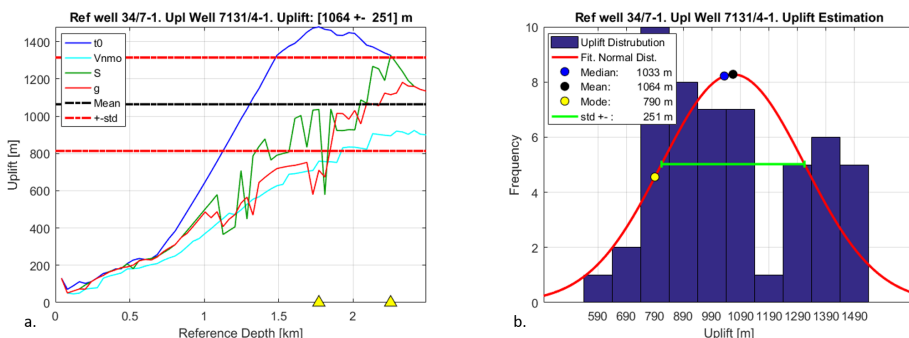 Ref well 34/7-1. Upl Well 7131/4-1. Uplift: [1064 +-  251] m
1400
1200
1000
800
600
400
200
0
Uplift [m]
t0
Vnmo
S
g
Mean
+-std
0
0.5
1
1.5
2
Reference Depth [km]
a.
Ref well 34/7-1. Upl Well 7131/4-1. Uplift Estimation
10
8
6
4
2
0
Frequency
Uplift Distrubution
Fit. Normal Dist.
Median: 1033 m
Mean: 1064 m
Mode: 790 m
std +- : 251 m
590 690 790 890 990 1090 1190 1290 1390 1490
Uplift [m]
b.